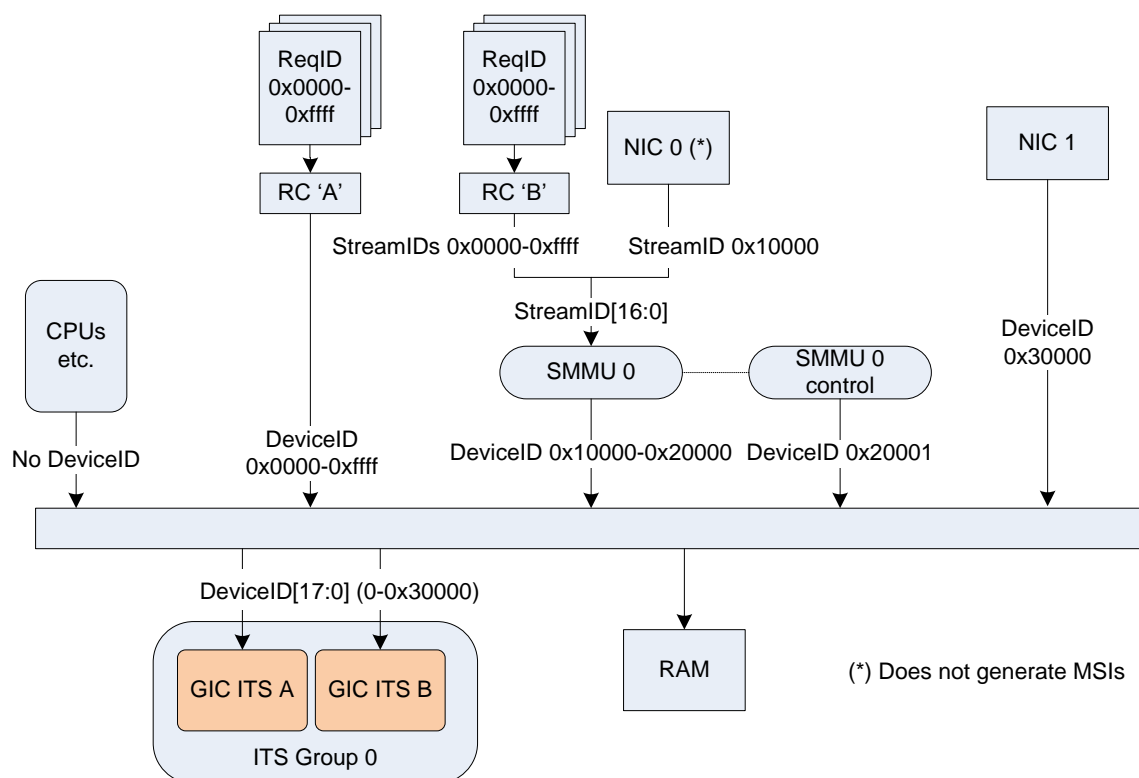 ReqID
0x0000-
0xffff
ReqID
0x0000-
0xffff
NIC 0 (*)
NIC 1
RC ‘A’
RC ‘B’
StreamIDs 0x0000-0xffff
StreamID 0x10000
StreamID[16:0]
CPUs
etc.
SMMU 0
SMMU 0
control
DeviceID
0x30000
No DeviceID
DeviceID
0x0000-0xffff
DeviceID 0x10000-0x20000
DeviceID 0x20001
DeviceID[17:0] (0-0x30000)
GIC ITS A
GIC ITS B
ITS Group 0
RAM
(*) Does not generate MSIs